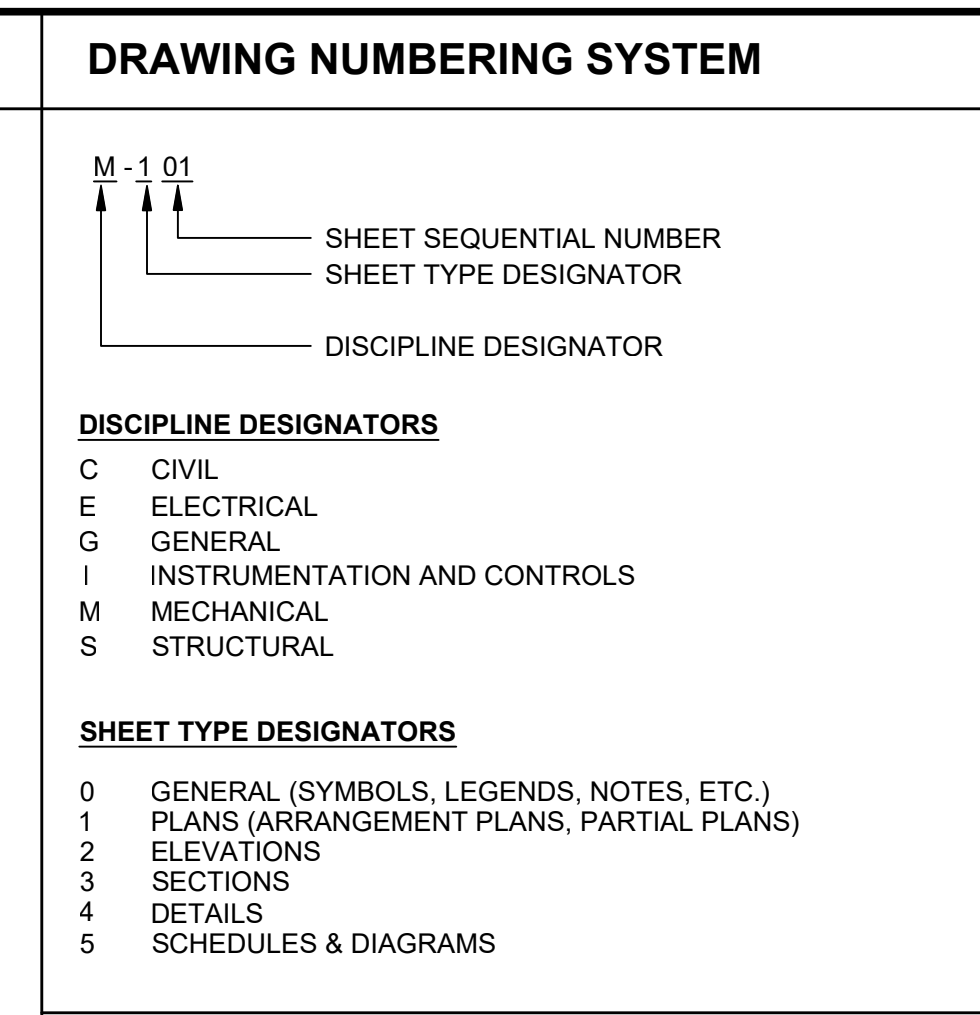 DRAWING NUMBERING SYSTEM
M - 1 01
SHEET SEQUENTIAL NUMBER
SHEET TYPE DESIGNATOR
DISCIPLINE DESIGNATOR
DISCIPLINE DESIGNATORS
C CIVIL
E ELECTRICAL
G GENERAL
I INSTRUMENTATION AND CONTROLS
M MECHANICAL
S STRUCTURAL
SHEET TYPE DESIGNATORS
0 GENERAL (SYMBOLS, LEGENDS, NOTES, ETC.)
1 PLANS (ARRANGEMENT PLANS, PARTIAL PLANS)
2 ELEVATIONS
3 SECTIONS
4 DETAILS
5 SCHEDULES & DIAGRAMS